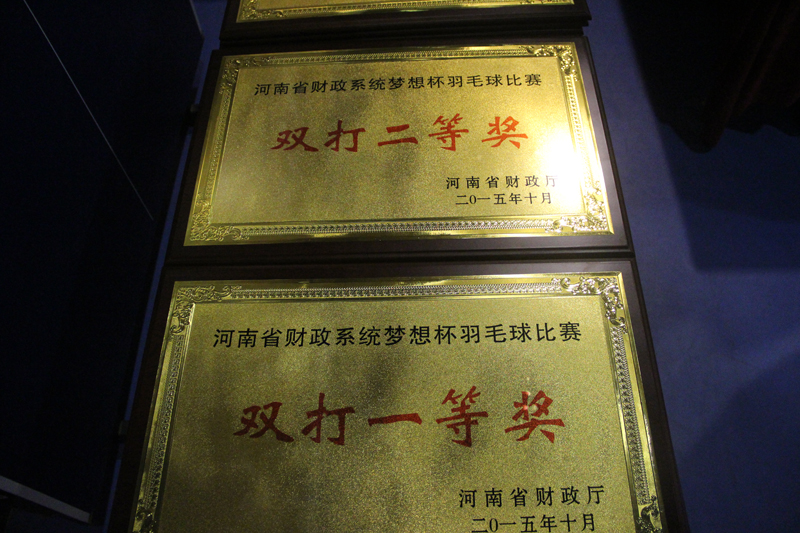 河南省财政系统梦想杯羽毛球比赛
双打二等奖
河南省财政厅
二〇一五年十月
河南省财政系统梦想杯羽毛球比赛
双打一等奖
河南省财政厅
二〇一五年十月